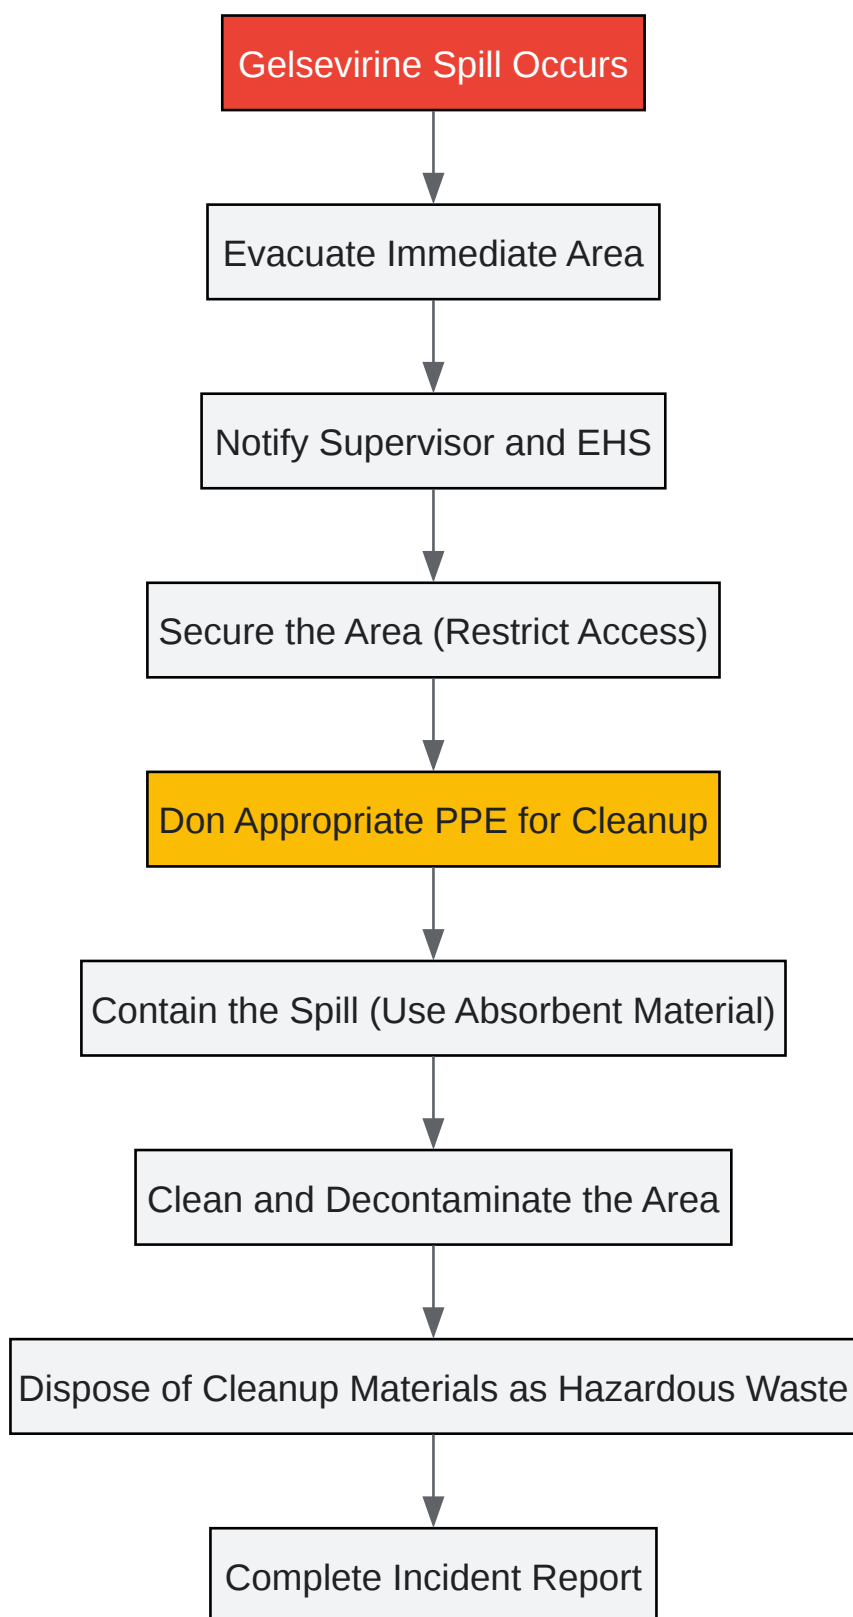 Gelsevirine Spill Occurs
Evacuate Immediate Area
Notify Supervisor and EHS
Secure the Area (Restrict Access)
Don Appropriate PPE for Cleanup
Contain the Spill (Use Absorbent Material)
Clean and Decontaminate the Area
Dispose of Cleanup Materials as Hazardous Waste
Complete Incident Report